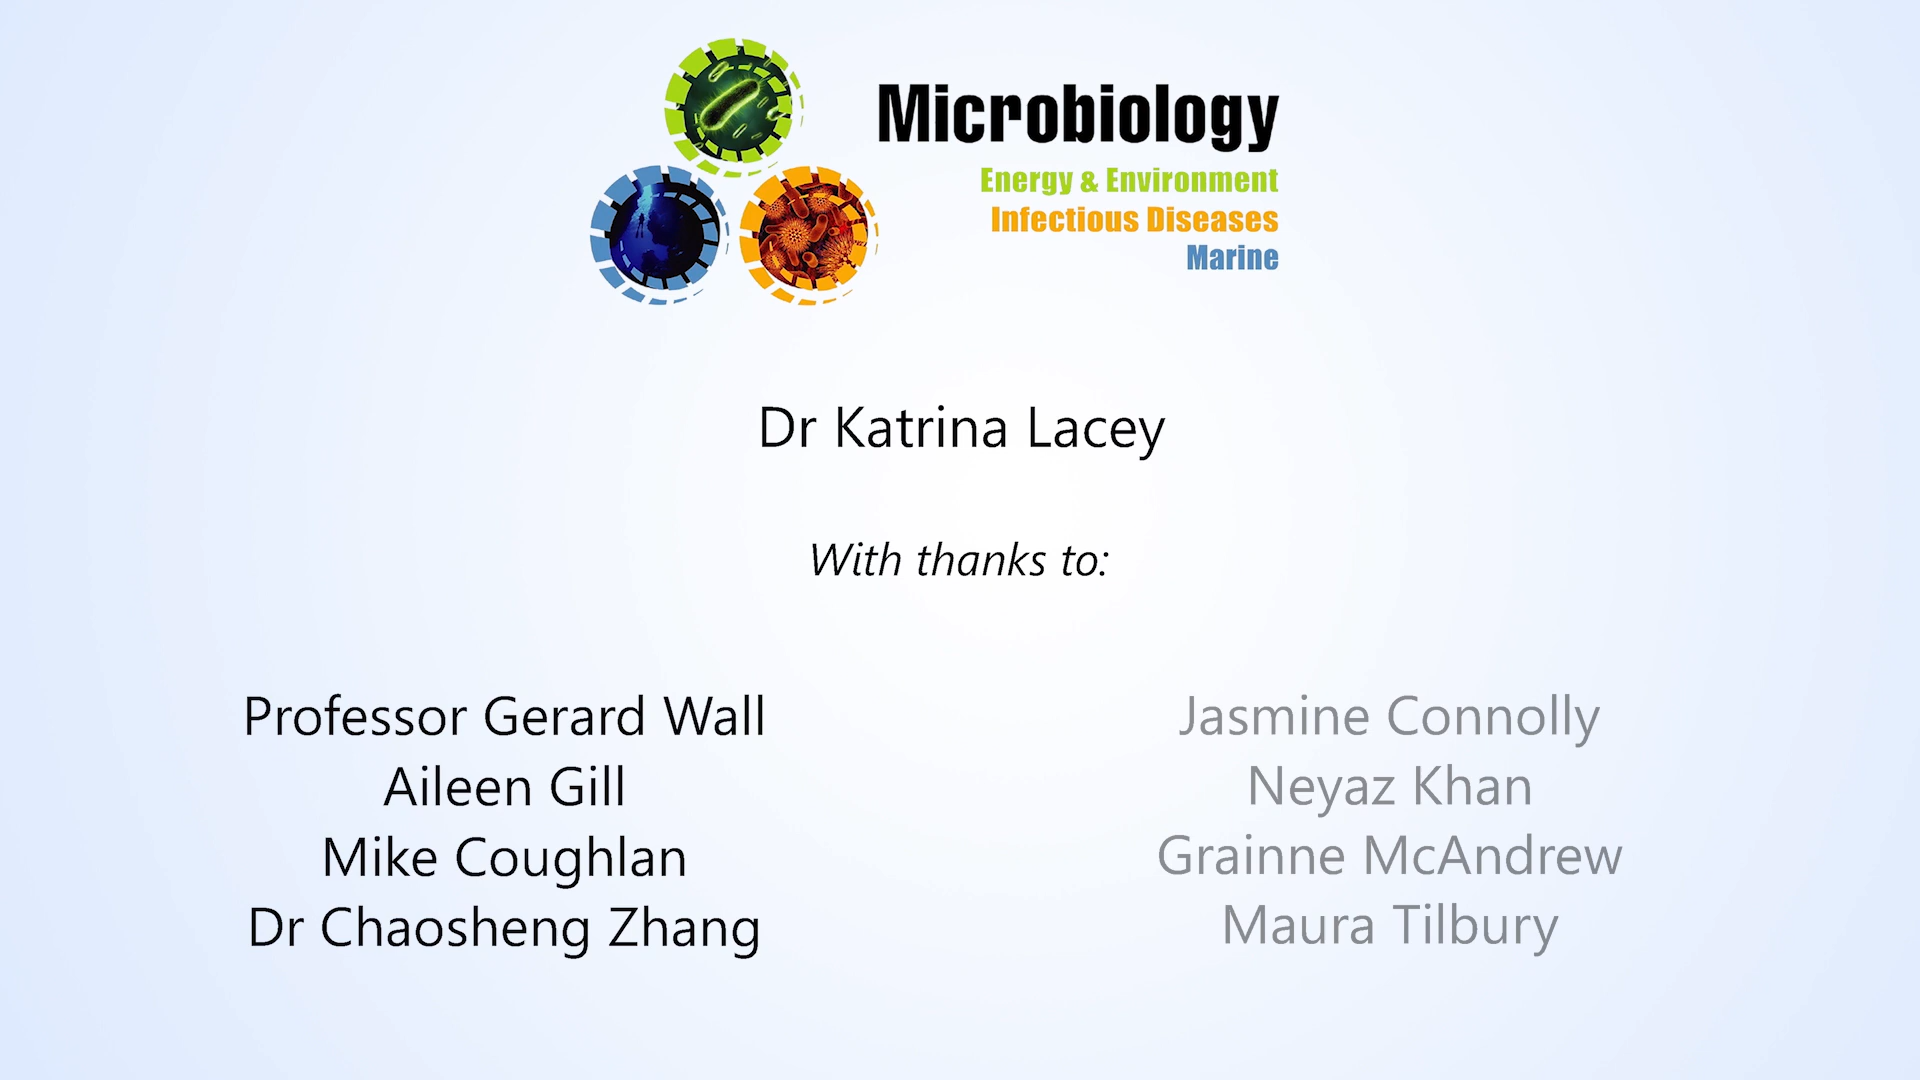 Microbiology
Energy & Environment
Infectious Diseases
Marine
Dr Katrina Lacey
With thanks to:
Professor Gerard Wall
Aileen Gill
Mike Coughlan
Dr Chaosheng Zhang
Jasmine Connolly
Neyaz Khan
Grainne McAndrew
Maura Tilbury